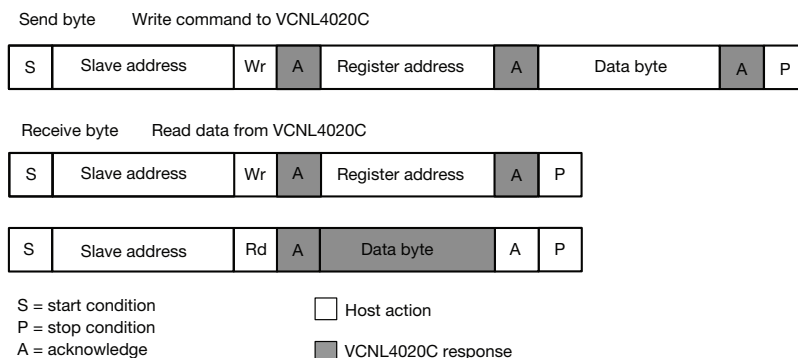 Send byte Write command to VCNL4020C
S Slave address Wr A Register address A Data byte A P
Receive byte Read data from VCNL4020C
S Slave address Wr A Register address A P
S Slave address Rd A Data byte A P
S = start condition
P = stop condition
A = acknowledge
Host action
VCNL4020C response